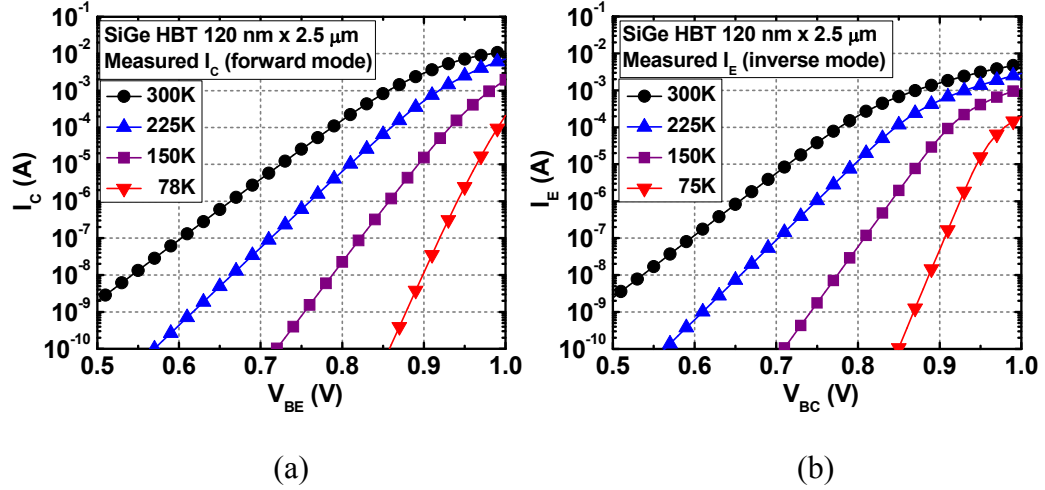 SiGe HBT 120 nm x 2.5 μm
Measured I_C (forward mode)
300K
225K
150K
78K
I_C (A)
10^-1
10^-2
10^-3
10^-4
10^-5
10^-6
10^-7
10^-8
10^-9
10^-10
0.5 0.6 0.7 0.8 0.9 1.0
V_BE (V)
(a)
SiGe HBT 120 nm x 2.5 μm
Measured I_E (inverse mode)
300K
225K
150K
75K
I_E (A)
10^-1
10^-2
10^-3
10^-4
10^-5
10^-6
10^-7
10^-8
10^-9
10^-10
0.5 0.6 0.7 0.8 0.9 1.0
V_BC (V)
(b)